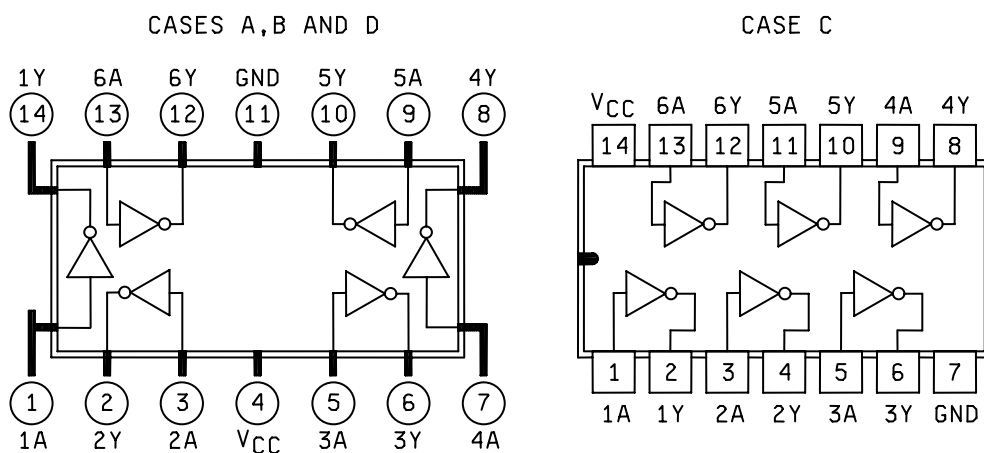 CASES A,B AND D
1Y 6A 6Y GND 5Y 5A 4Y
14 13 12 11 10 9 8
1 2 3 4 5 6 7
1A 2Y 2A VCC 3A 3Y 4A
CASE C
VCC 6A 6Y 5A 5Y 4A 4Y
14 13 12 11 10 9 8
1 2 3 4 5 6 7
1A 1Y 2A 2Y 3A 3Y GND